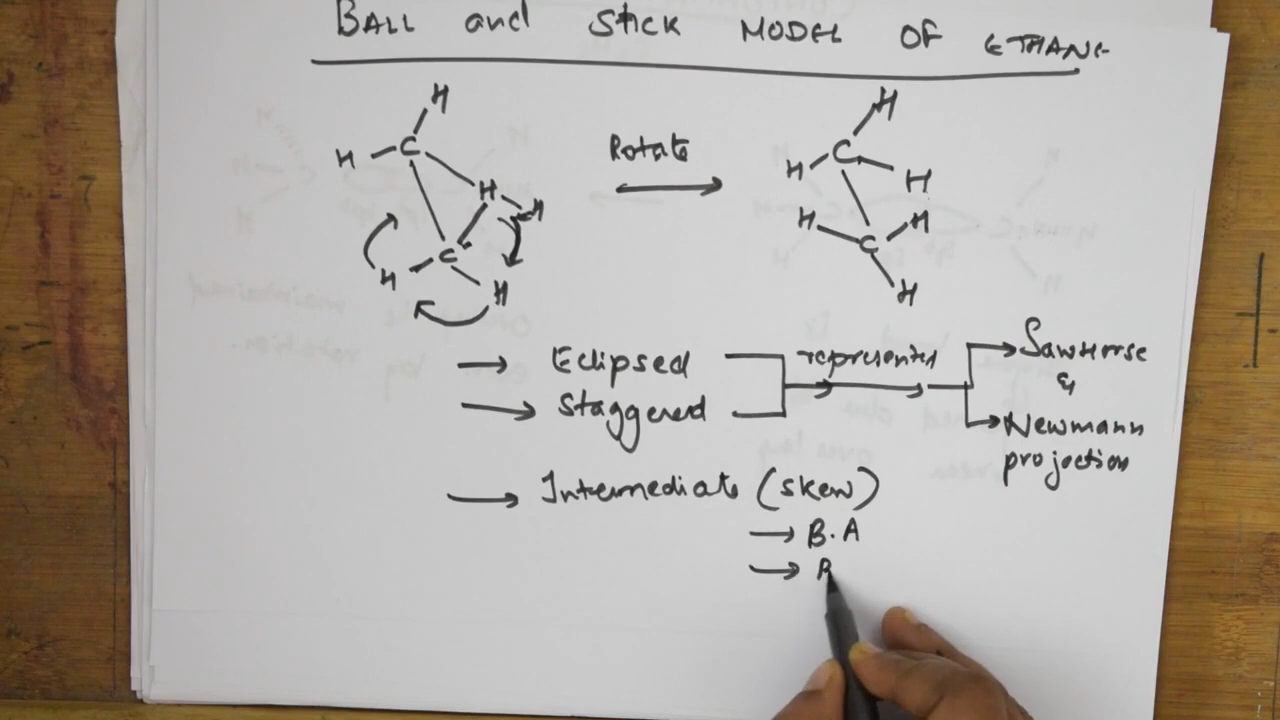 BALL and Stick MODEL OF ETHANE
H H
H C Rotate H C H
H H H H
C C
H H H
Eclipsed represented Sawhorse
&
Staggered Newmann
projection
Intermediate (skew)
B.A
B